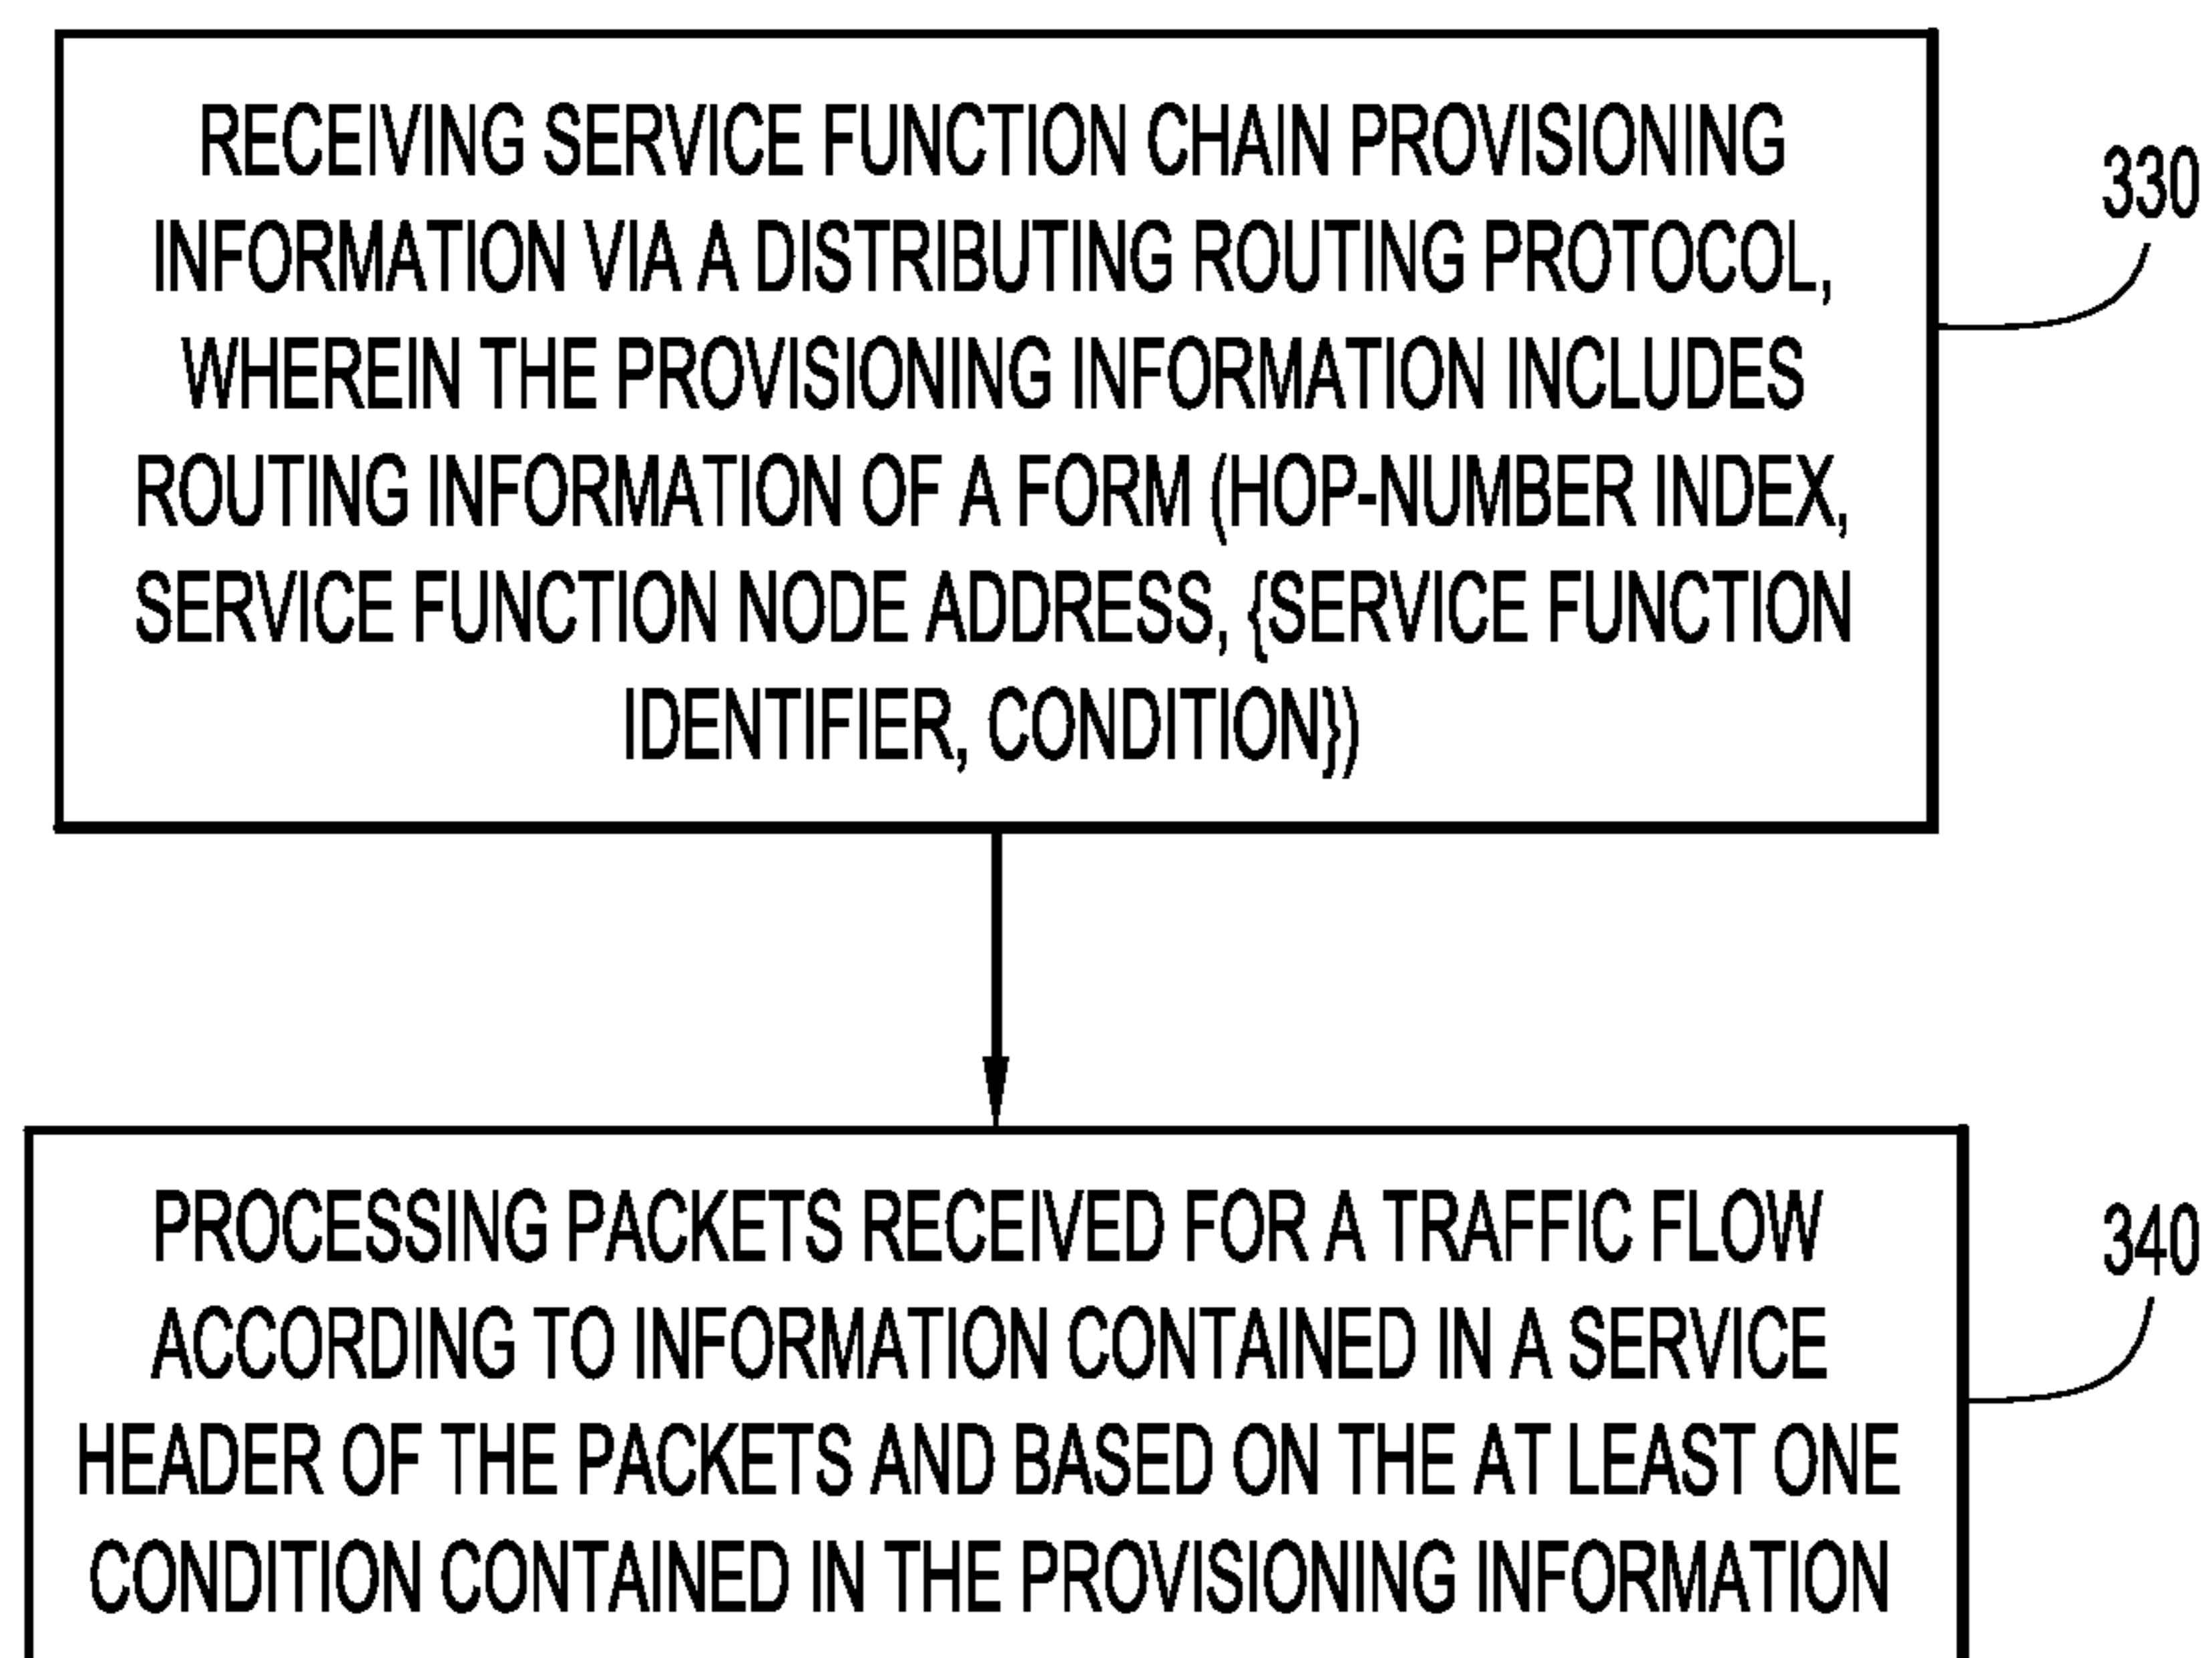 RECEIVING SERVICE FUNCTION CHAIN PROVISIONING
INFORMATION VIA A DISTRIBUTING ROUTING PROTOCOL,
WHEREIN THE PROVISIONING INFORMATION INCLUDES
ROUTING INFORMATION OF A FORM (HOP-NUMBER INDEX,
SERVICE FUNCTION NODE ADDRESS, {SERVICE FUNCTION
IDENTIFIER, CONDITION})
330
PROCESSING PACKETS RECEIVED FOR A TRAFFIC FLOW
ACCORDING TO INFORMATION CONTAINED IN A SERVICE
HEADER OF THE PACKETS AND BASED ON THE AT LEAST ONE
CONDITION CONTAINED IN THE PROVISIONING INFORMATION
340